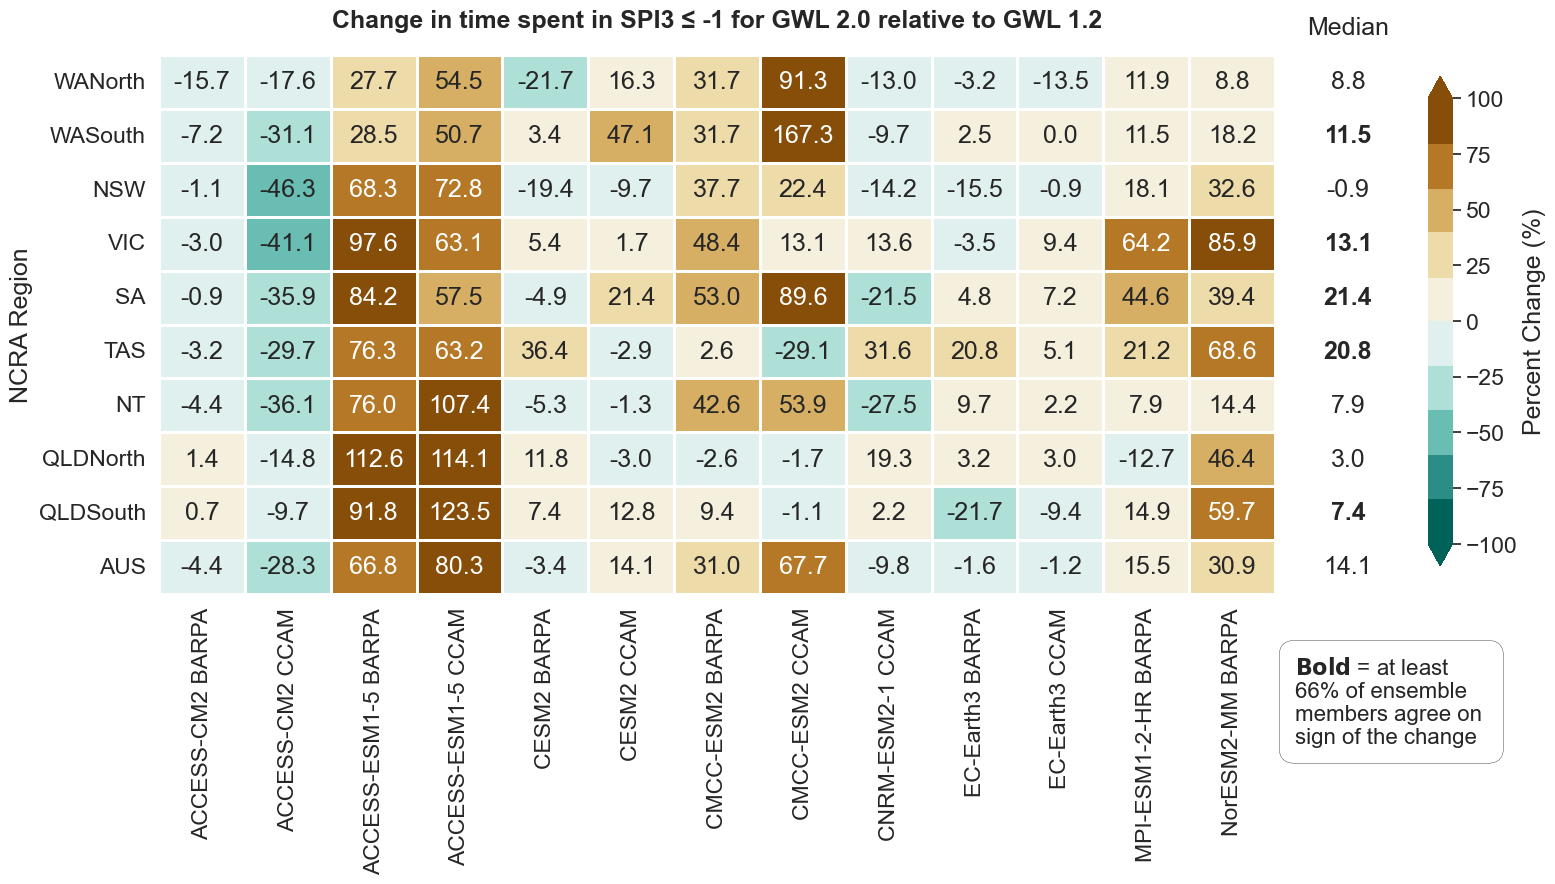 Change in time spent in SPI3 ≤ -1 for GWL 2.0 relative to GWL 1.2
Median
WANorth -15.7 -17.6 27.7 54.5 -21.7 16.3 31.7 91.3 -13.0 -3.2 -13.5 11.9 8.8 8.8
WASouth -7.2 -31.1 28.5 50.7 3.4 47.1 31.7 167.3 -9.7 2.5 0.0 11.5 18.2 11.5
NSW -1.1 -46.3 68.3 72.8 -19.4 -9.7 37.7 22.4 -14.2 -15.5 -0.9 18.1 32.6 -0.9
VIC -3.0 -41.1 97.6 63.1 5.4 1.7 48.4 13.1 13.6 -3.5 9.4 64.2 85.9 13.1
SA -0.9 -35.9 84.2 57.5 -4.9 21.4 53.0 89.6 -21.5 4.8 7.2 44.6 39.4 21.4
TAS -3.2 -29.7 76.3 63.2 36.4 -2.9 2.6 -29.1 31.6 20.8 5.1 21.2 68.6 20.8
NT -4.4 -36.1 76.0 107.4 -5.3 -1.3 42.6 53.9 -27.5 9.7 2.2 7.9 14.4 7.9
QLDNorth 1.4 -14.8 112.6 114.1 11.8 -3.0 -2.6 -1.7 19.3 3.2 3.0 -12.7 46.4 3.0
QLDSouth 0.7 -9.7 91.8 123.5 7.4 12.8 9.4 -1.1 2.2 -21.7 -9.4 14.9 59.7 7.4
AUS -4.4 -28.3 66.8 80.3 -3.4 14.1 31.0 67.7 -9.8 -1.6 -1.2 15.5 30.9 14.1
NCRA Region
ACCESS-CM2 BARPA
ACCESS-CM2 CCAM
ACCESS-ESM1-5 BARPA
ACCESS-ESM1-5 CCAM
CESM2 BARPA
CESM2 CCAM
CMCC-ESM2 BARPA
CMCC-ESM2 CCAM
CNRM-ESM2-1 CCAM
EC-Earth3 BARPA
EC-Earth3 CCAM
MPI-ESM1-2-HR BARPA
NorESM2-MM BARPA
100
75
50
25
0
−25
−50
−75
−100
Percent Change (%)
Bold = at least
66% of ensemble
members agree on
sign of the change